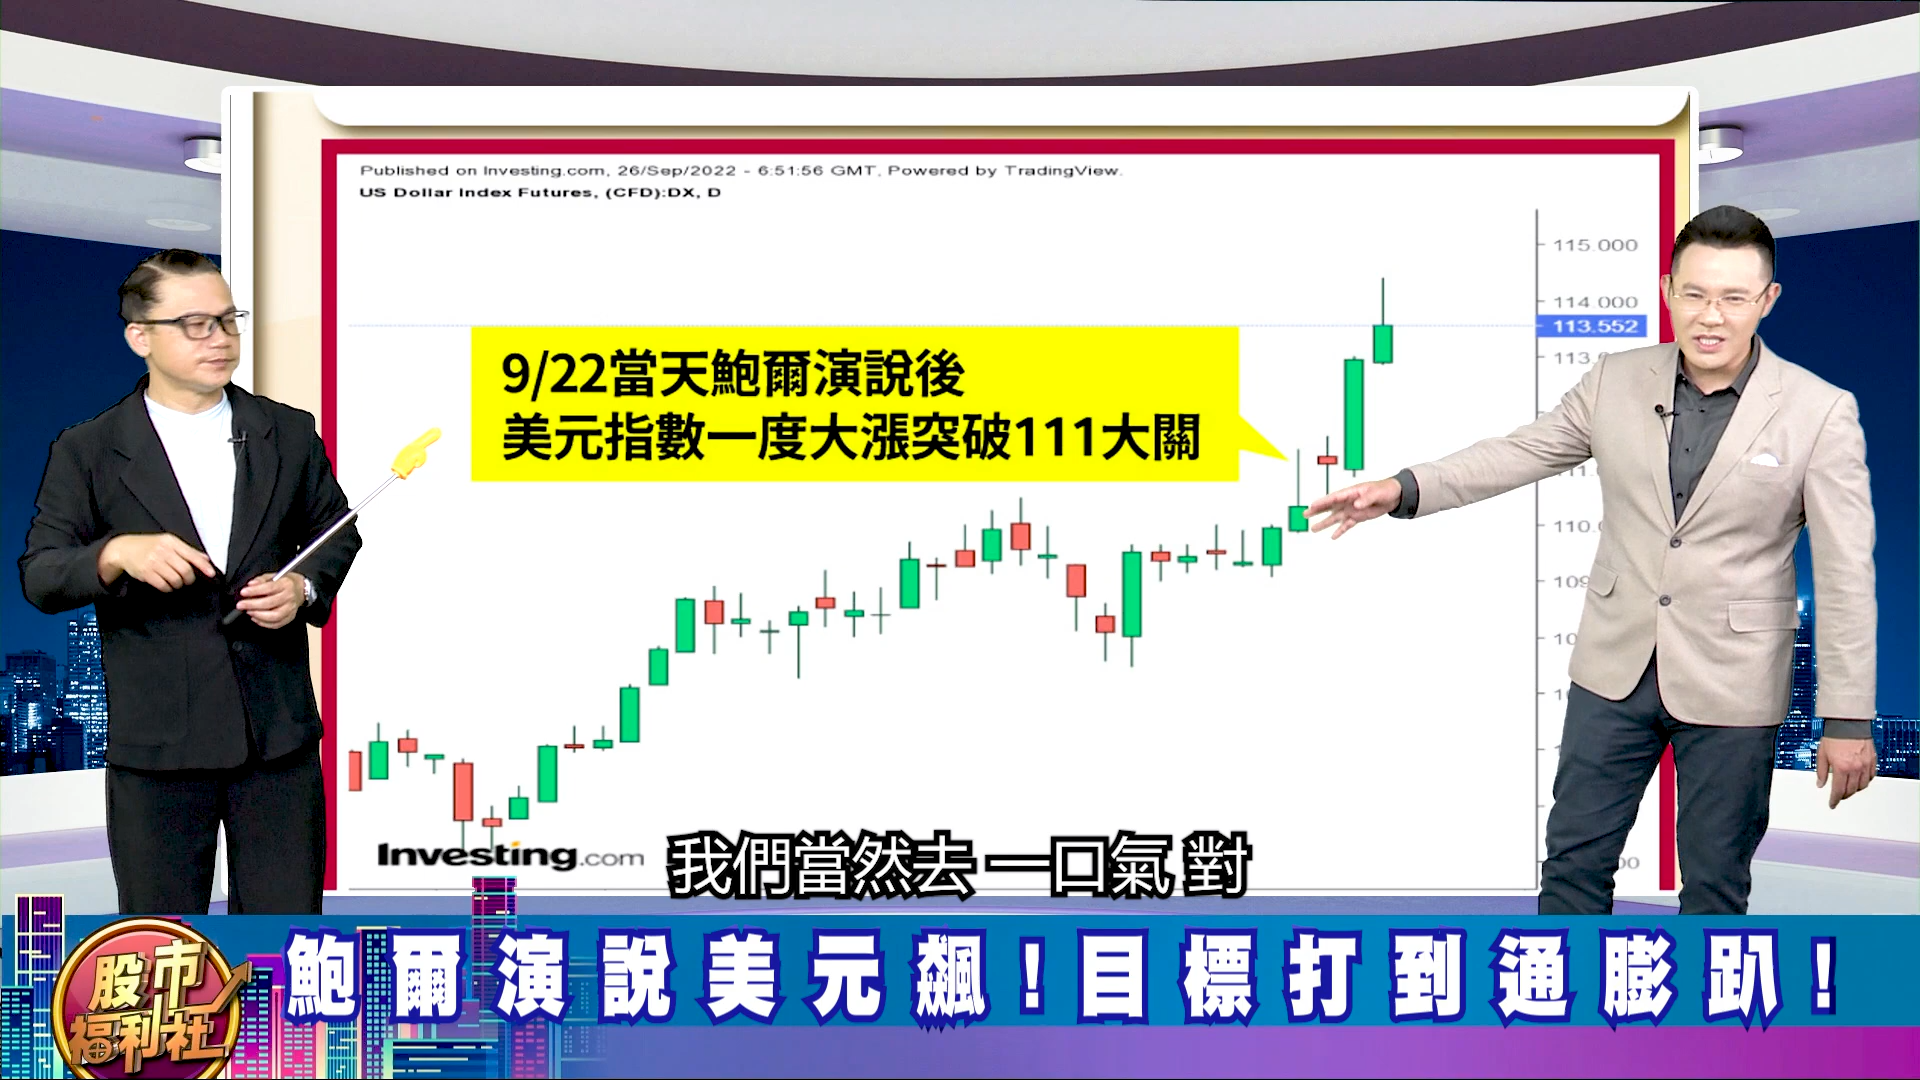 Published on Investing.com, 26/Sep/2022 - 6:51:56 GMT, Powered by TradingView.
US Dollar Index Futures, (CFD):DX, D
115.000
114.000
113.552
9/22當天鮑爾演說後
美元指數一度大漲突破111大關
Investing.com
我們當然去 一口氣 對
股市
福利社
鮑爾演說美元飆!目標打到通膨趴!